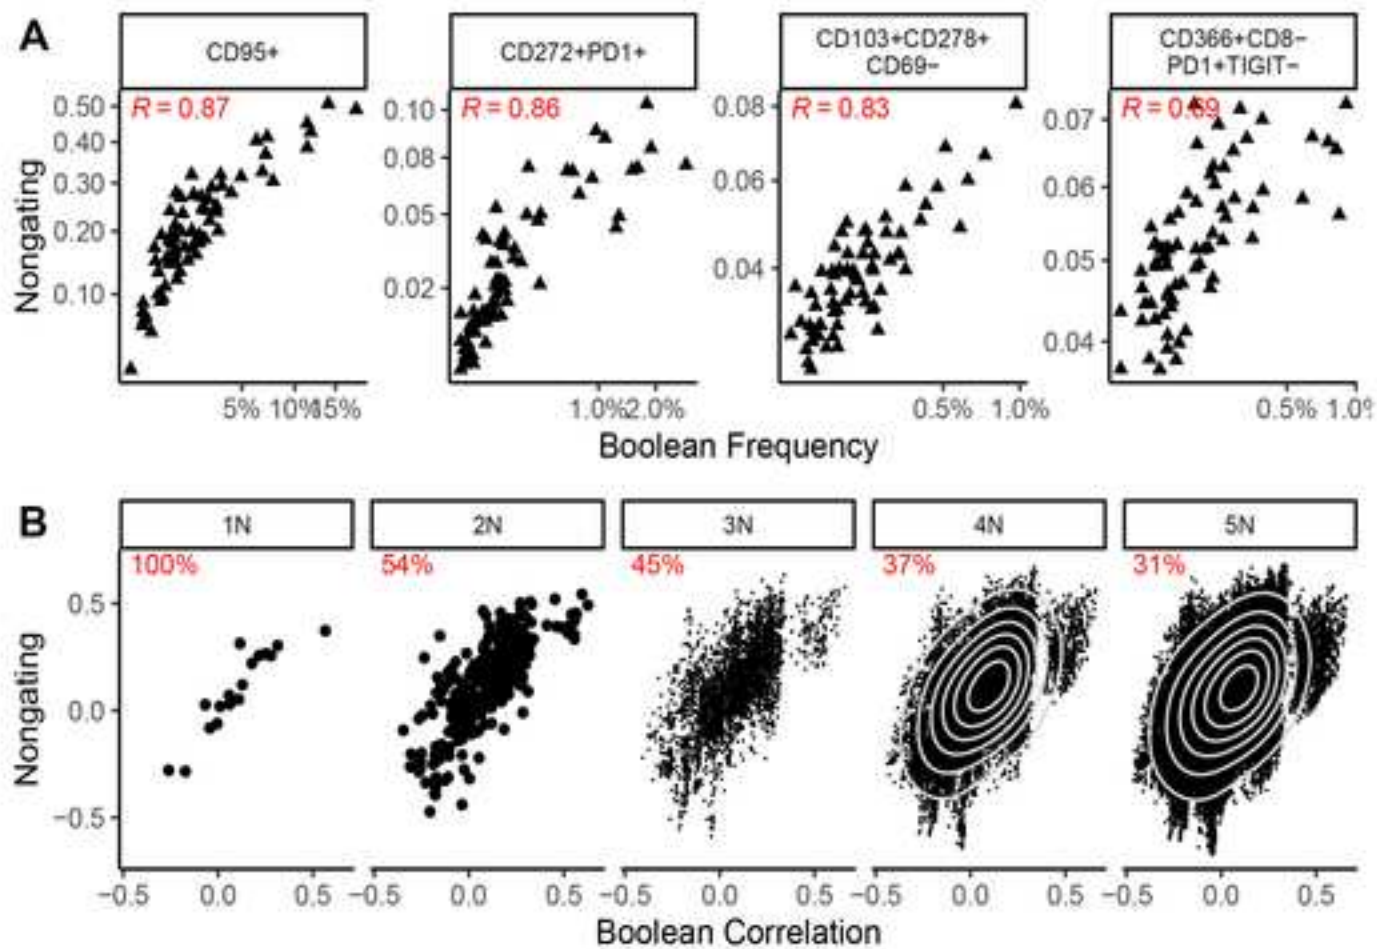 A
CD95+
CD272+PD1+
CD103+CD278+
CD69−
CD366+CD8−
PD1+TIGIT−
R = 0.87
R = 0.86
R = 0.83
R = 0.69
Nongating
0.50
0.40
0.30
0.20
0.10
0.10
0.08
0.05
0.02
0.08
0.06
0.04
0.07
0.06
0.05
0.04
5% 10% 15%
1.0% 2.0%
0.5% 1.0%
0.5% 1.0%
Boolean Frequency
B
1N
2N
3N
4N
5N
100%
54%
45%
37%
31%
Nongating
0.5
0.0
−0.5
−0.5 0.0 0.5
−0.5 0.0 0.5
−0.5 0.0 0.5
−0.5 0.0 0.5
−0.5 0.0 0.5
Boolean Correlation